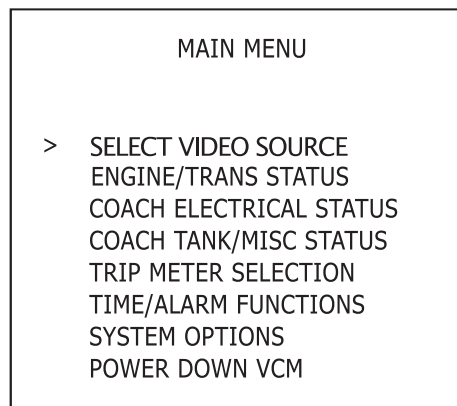 MAIN MENU
> SELECT VIDEO SOURCE
ENGINE/TRANS STATUS
COACH ELECTRICAL STATUS
COACH TANK/MISC STATUS
TRIP METER SELECTION
TIME/ALARM FUNCTIONS
SYSTEM OPTIONS
POWER DOWN VCM